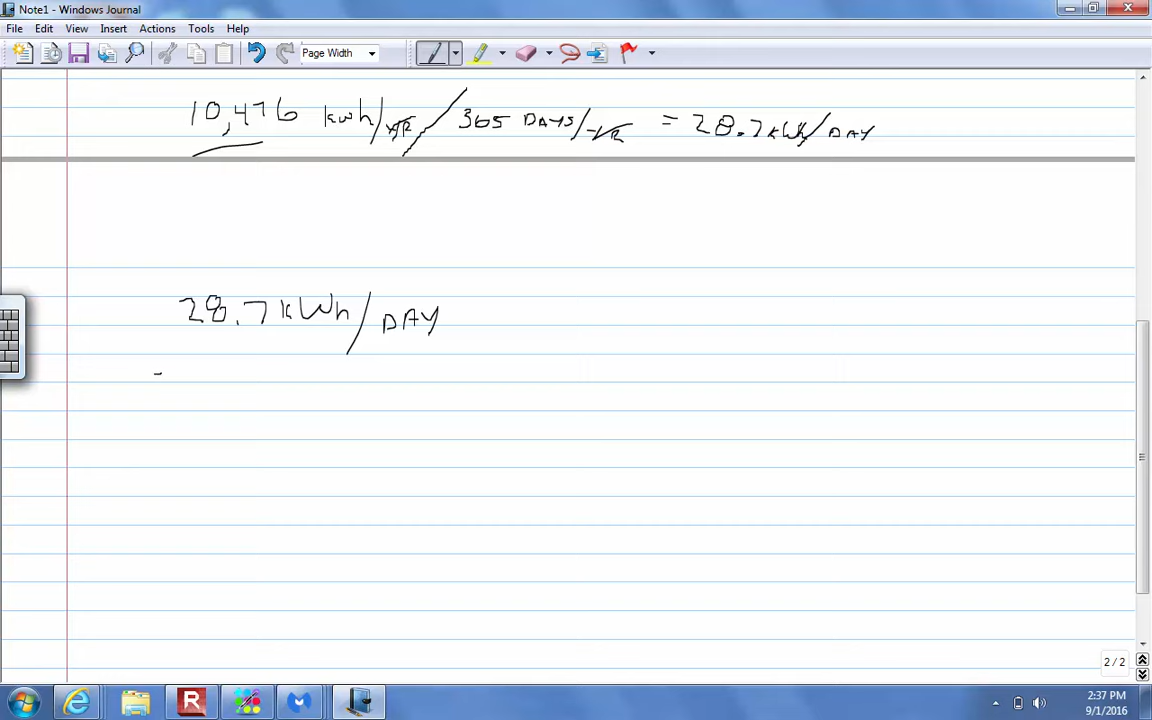 Note1 - Windows Journal
File Edit View Insert Actions Tools Help
Page Width
10,476 kWh/YR / 365 DAYS/YR = 28.7 kWh/DAY
28.7 kWh/DAY
2 / 2
2:37 PM
9/1/2016